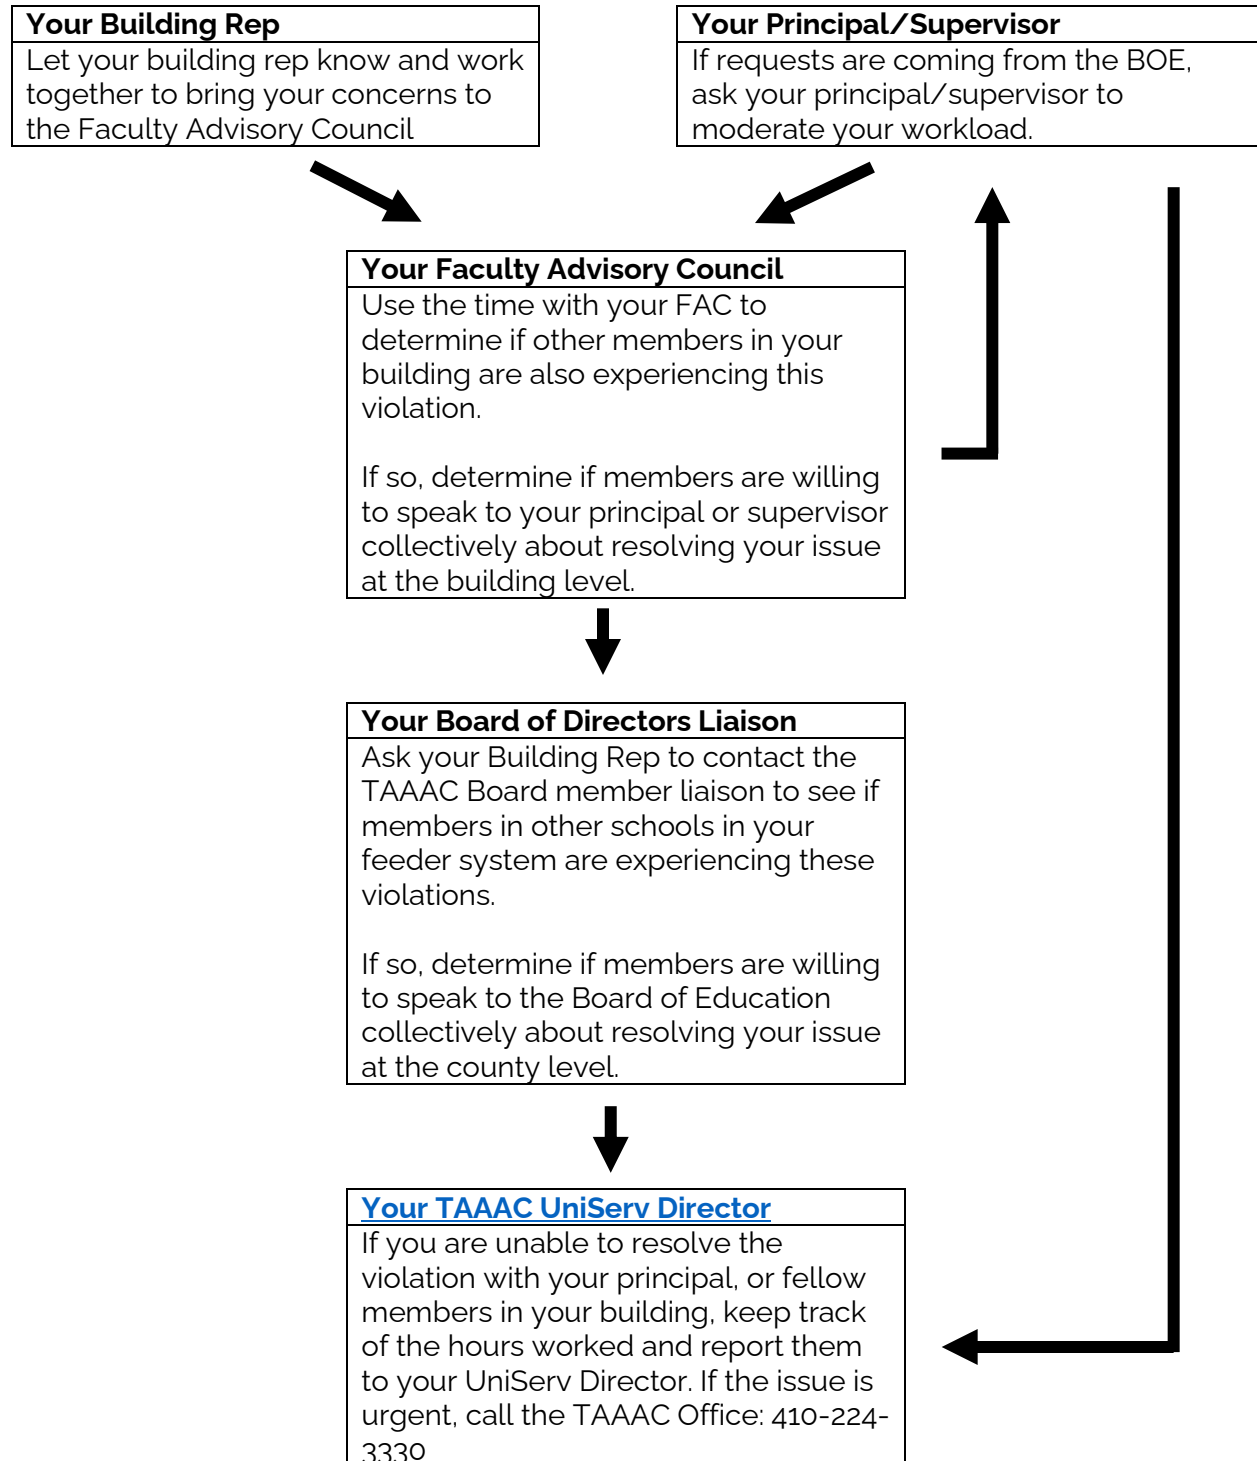 Your Building Rep
Let your building rep know and work
together to bring your concerns to
the Faculty Advisory Council
Your Principal/Supervisor
If requests are coming from the BOE,
ask your principal/supervisor to
moderate your workload.
Your Faculty Advisory Council
Use the time with your FAC to
determine if other members in your
building are also experiencing this
violation.
If so, determine if members are willing
to speak to your principal or supervisor
collectively about resolving your issue
at the building level.
Your Board of Directors Liaison
Ask your Building Rep to contact the
TAAAC Board member liaison to see if
members in other schools in your
feeder system are experiencing these
violations.
If so, determine if members are willing
to speak to the Board of Education
collectively about resolving your issue
at the county level.
Your TAAAC UniServ Director
If you are unable to resolve the
violation with your principal, or fellow
members in your building, keep track
of the hours worked and report them
to your UniServ Director. If the issue is
urgent, call the TAAAC Office: 410-224-
3330